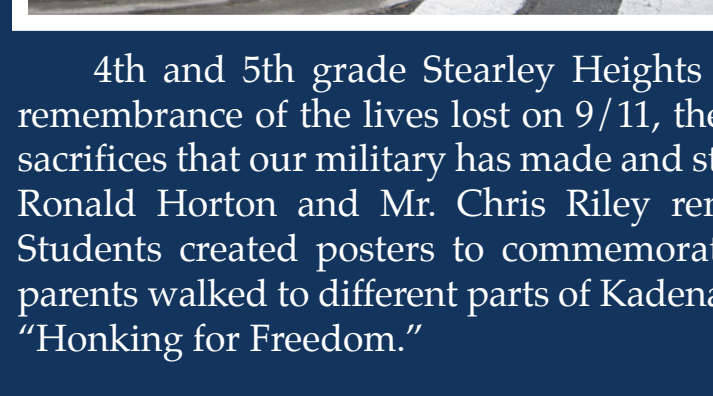 4th and 5th grade Stearley Heights
remembrance of the lives lost on 9/11, the
sacrifices that our military has made and st
Ronald Horton and Mr. Chris Riley rem
Students created posters to commemorat
parents walked to different parts of Kadena
“Honking for Freedom.”